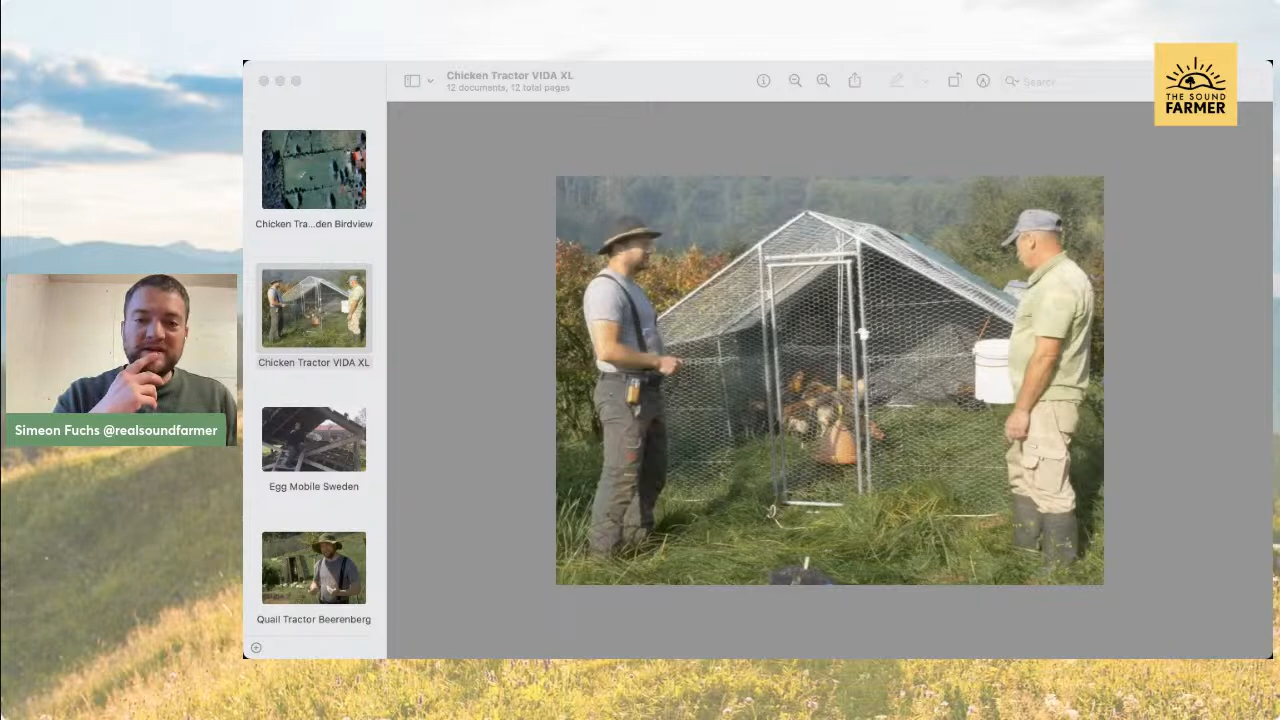 Chicken Tractor VIDA XL
12 documents, 12 total pages
Search
THE SOUND
FARMER
Chicken Tra...den Birdview
Chicken Tractor VIDA XL
Simeon Fuchs @realsoundfarmer
Egg Mobile Sweden
Quail Tractor Beerenberg